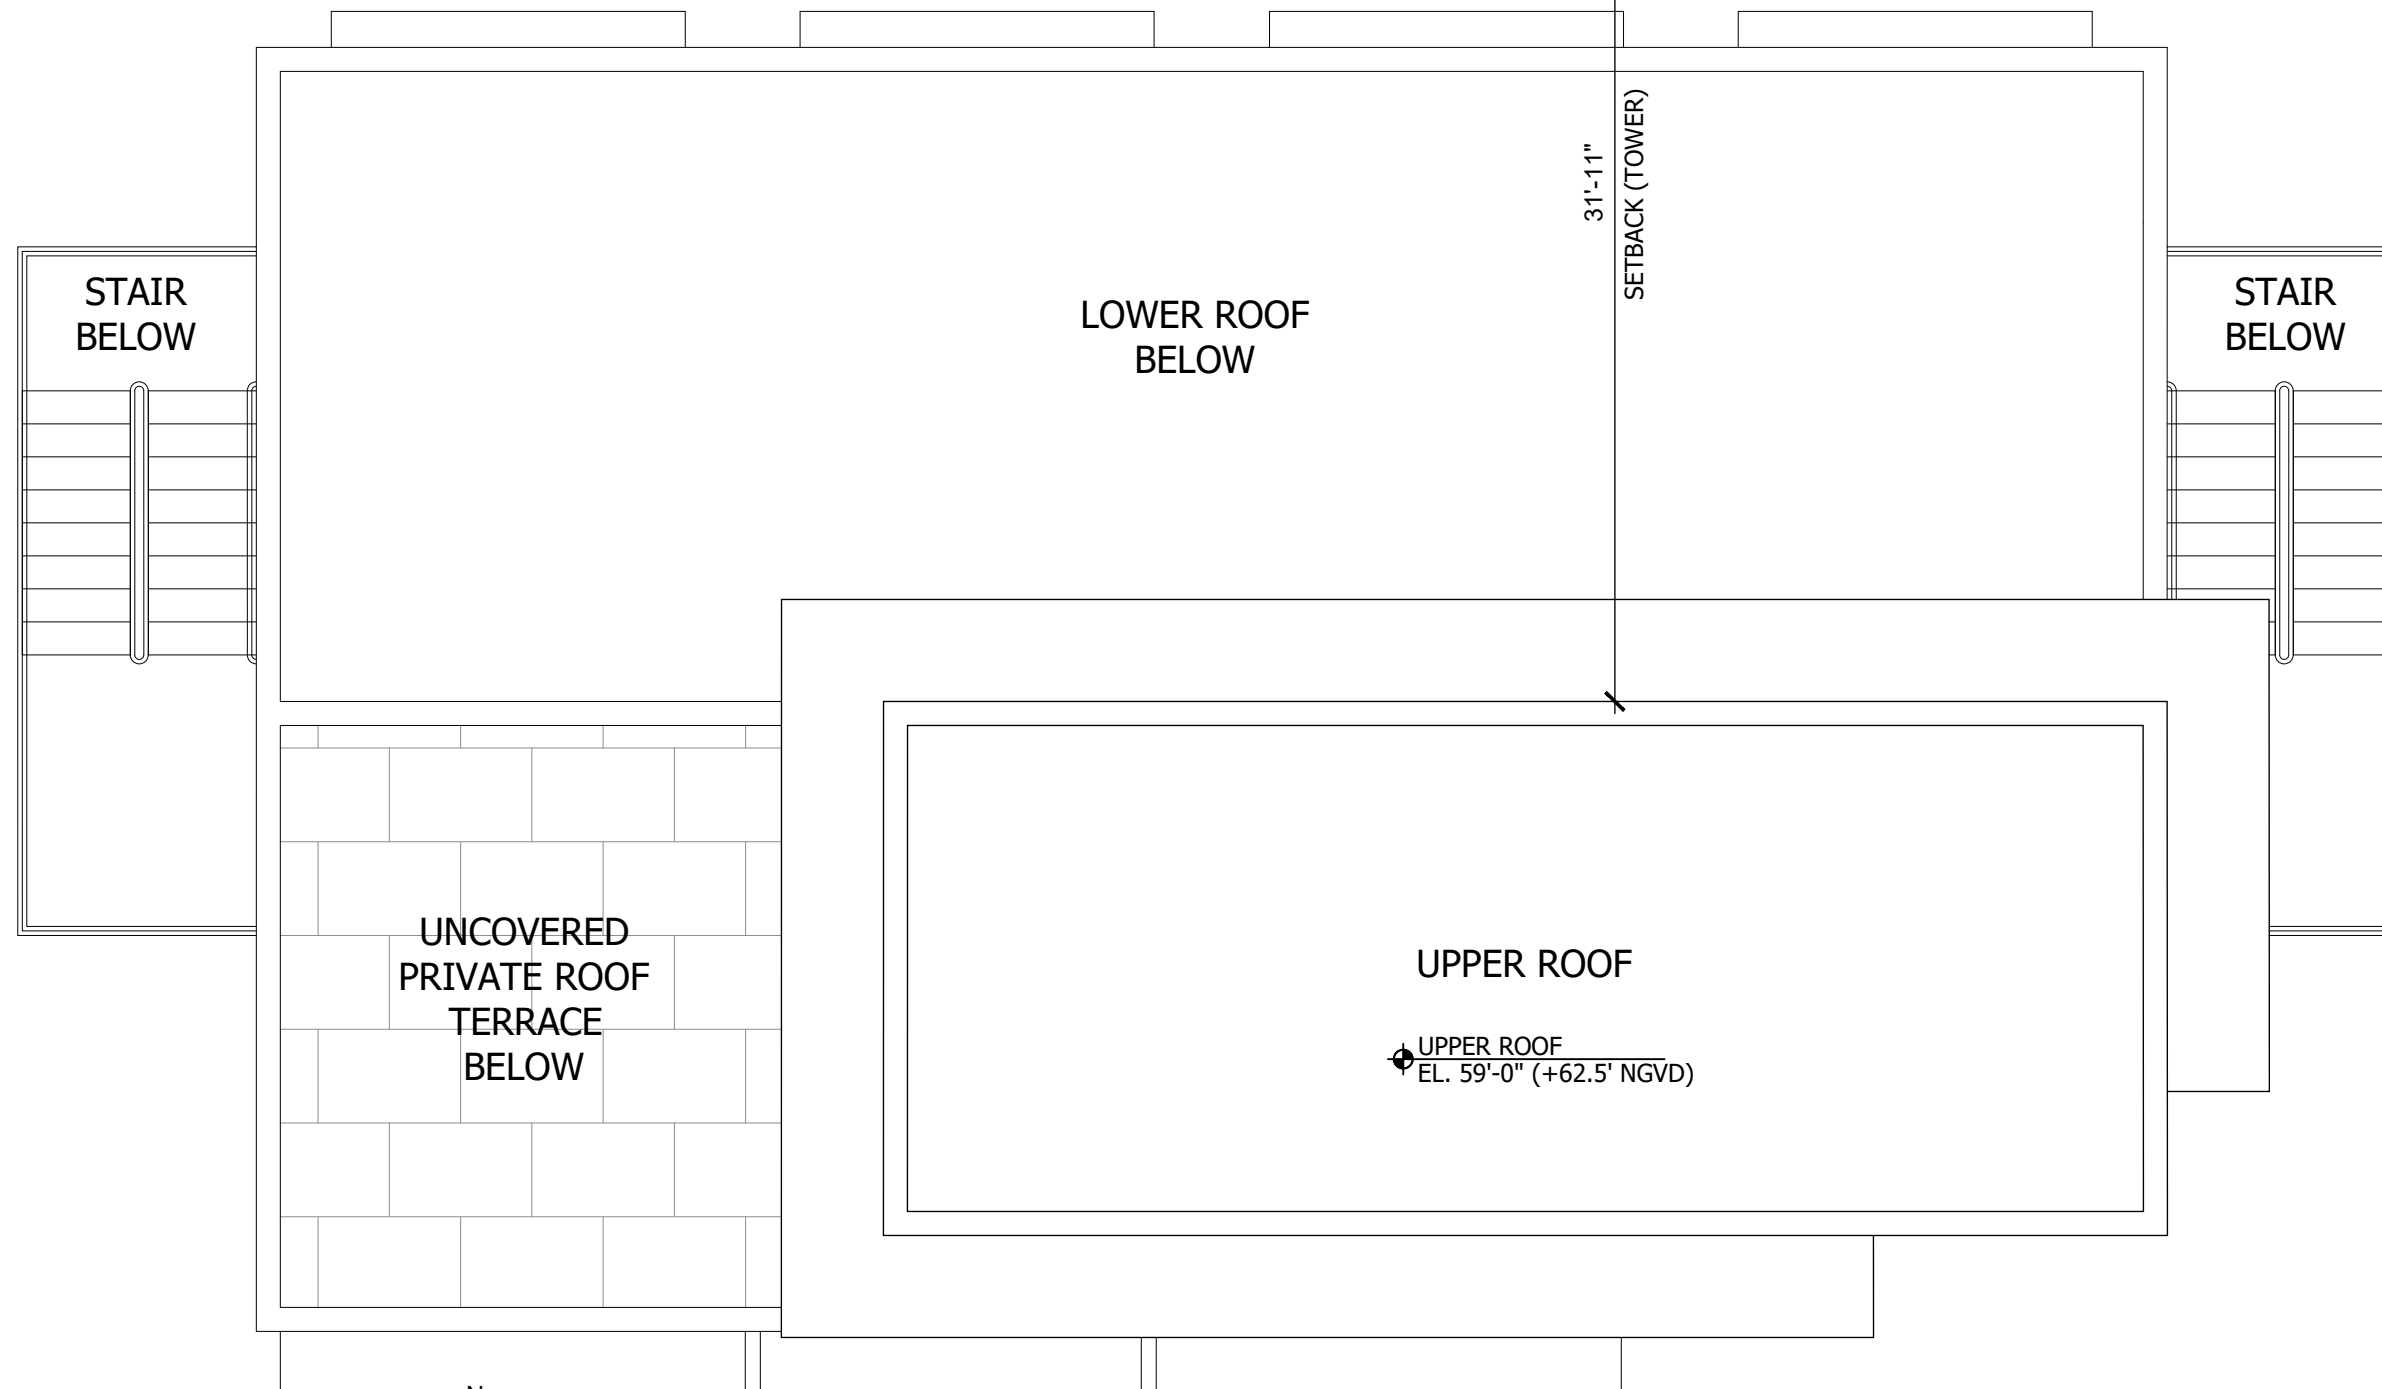 31'-11"
SETBACK (TOWER)
STAIR
BELOW
LOWER ROOF
BELOW
STAIR
BELOW
UNCOVERED
PRIVATE ROOF
TERRACE
BELOW
UPPER ROOF
UPPER ROOF
EL. 59'-0" (+62.5' NGVD)